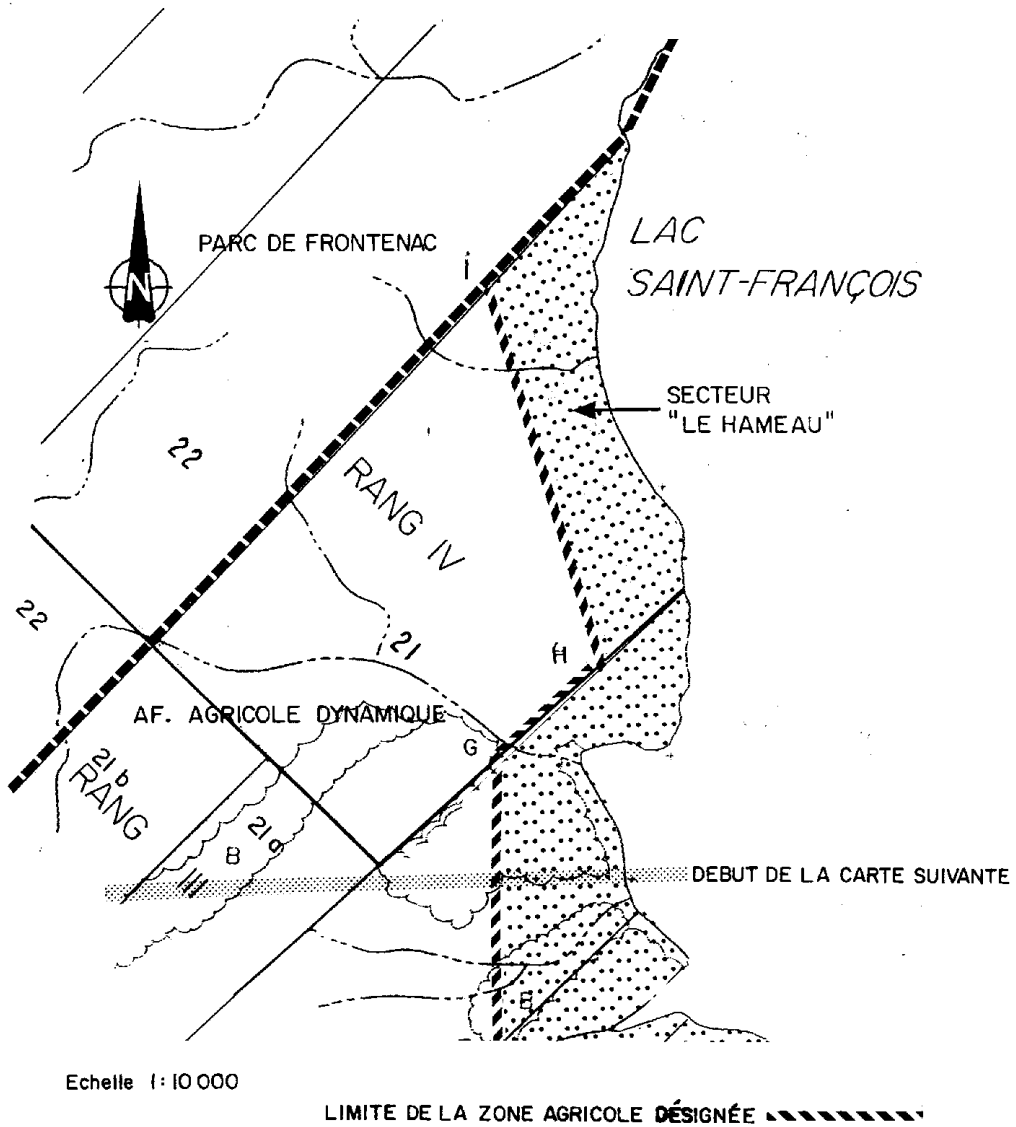 LAC
SAINT-FRANÇOIS
PARC DE FRONTENAC
N
I
SECTEUR
"LE HAMEAU"
22
RANG IV
22
21
H
AF. AGRICOLE DYNAMIQUE
G
21 b
RANG
21 a
B
DEBUT DE LA CARTE SUIVANTE
E
Echelle 1:10 000
LIMITE DE LA ZONE AGRICOLE DÉSIGNÉE